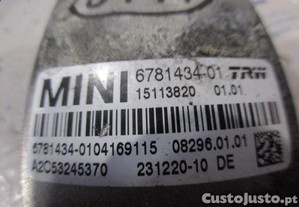 MINI 6781434-01 TRW
15113820 01.01
6781434-0104169115 08296.01.01
A2C53245370 231220-10 DE
CustoJusto.pt